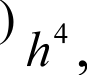 ) h⁴,